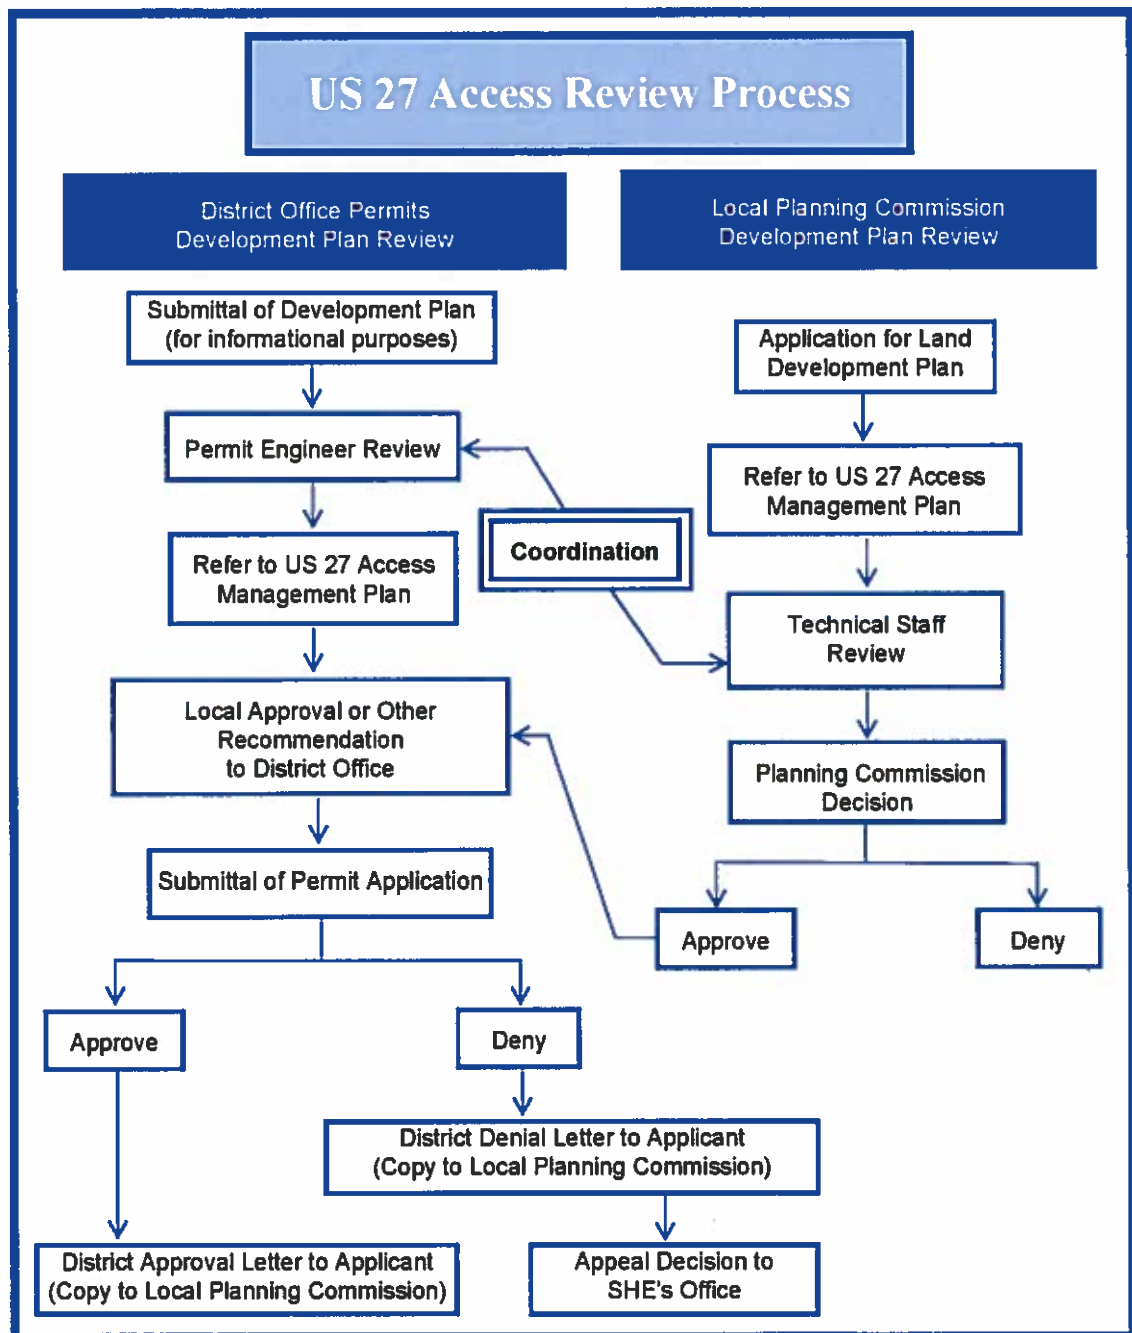 US 27 Access Review Process
District Office Permits
Development Plan Review
Local Planning Commission
Development Plan Review
Submittal of Development Plan
(for informational purposes)
Application for Land
Development Plan
Permit Engineer Review
Refer to US 27 Access
Management Plan
Coordination
Refer to US 27 Access
Management Plan
Technical Staff
Review
Local Approval or Other
Recommendation
to District Office
Planning Commission
Decision
Submittal of Permit Application
Approve
Deny
Approve
Deny
District Denial Letter to Applicant
(Copy to Local Planning Commission)
District Approval Letter to Applicant
(Copy to Local Planning Commission)
Appeal Decision to
SHE's Office